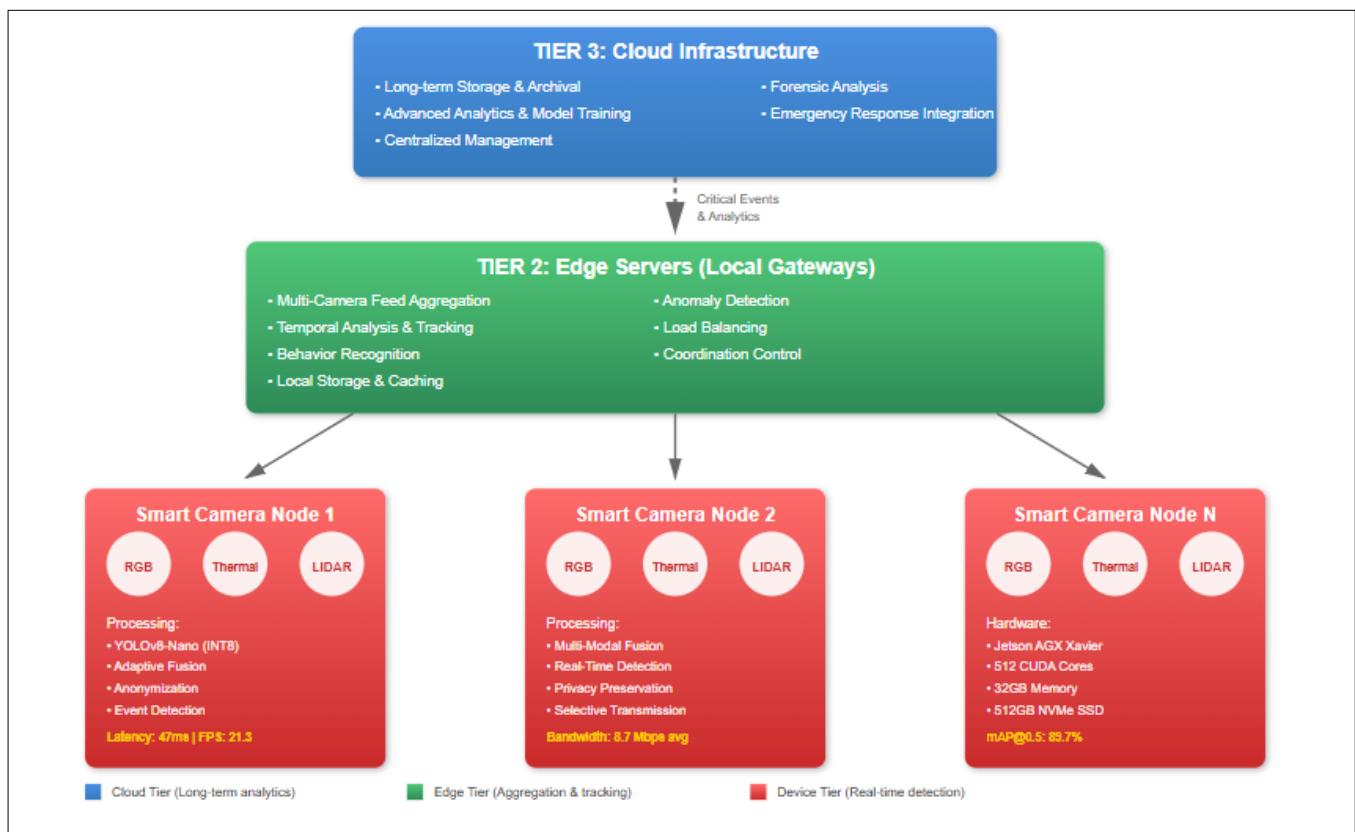 TIER 3: Cloud Infrastructure
• Long-term Storage & Archival
• Advanced Analytics & Model Training
• Centralized Management
• Forensic Analysis
• Emergency Response Integration
Critical Events
& Analytics
TIER 2: Edge Servers (Local Gateways)
• Multi-Camera Feed Aggregation
• Temporal Analysis & Tracking
• Behavior Recognition
• Local Storage & Caching
• Anomaly Detection
• Load Balancing
• Coordination Control
Smart Camera Node 1
RGB
Thermal
LIDAR
Processing:
• YOLOv8-Nano (INT8)
• Adaptive Fusion
• Anonymization
• Event Detection
Latency: 47ms | FPS: 21.3
Smart Camera Node 2
RGB
Thermal
LIDAR
Processing:
• Multi-Modal Fusion
• Real-Time Detection
• Privacy Preservation
• Selective Transmission
Bandwidth: 8.7 Mbps avg
Smart Camera Node N
RGB
Thermal
LIDAR
Hardware:
• Jetson AGX Xavier
• 512 CUDA Cores
• 32GB Memory
• 512GB NVMe SSD
mAP@0.5: 89.7%
Cloud Tier (Long-term analytics)
Edge Tier (Aggregation & tracking)
Device Tier (Real-time detection)